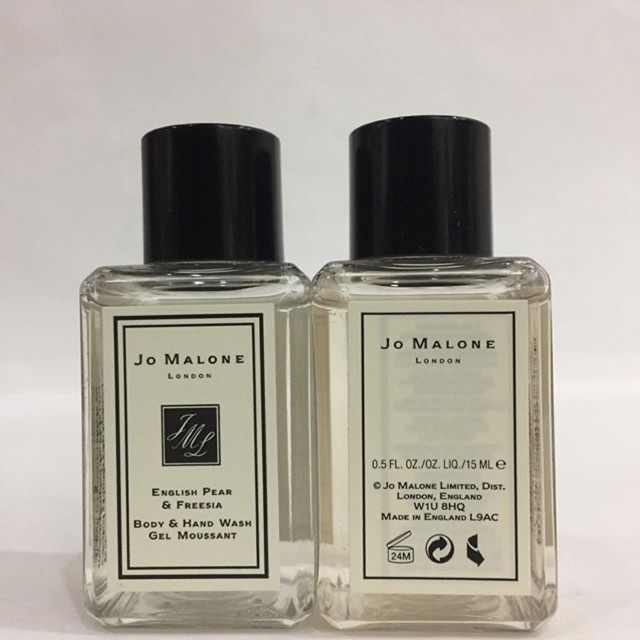 Jo Malone
London
JML
English Pear
& Freesia
Body & Hand Wash
Gel Moussant
Jo Malone
London
0.5 FL. OZ./OZ. LIQ./15 ML ℮
© Jo Malone Limited, Dist.
London, England
W1U 8HQ
Made in England L9AC
24M